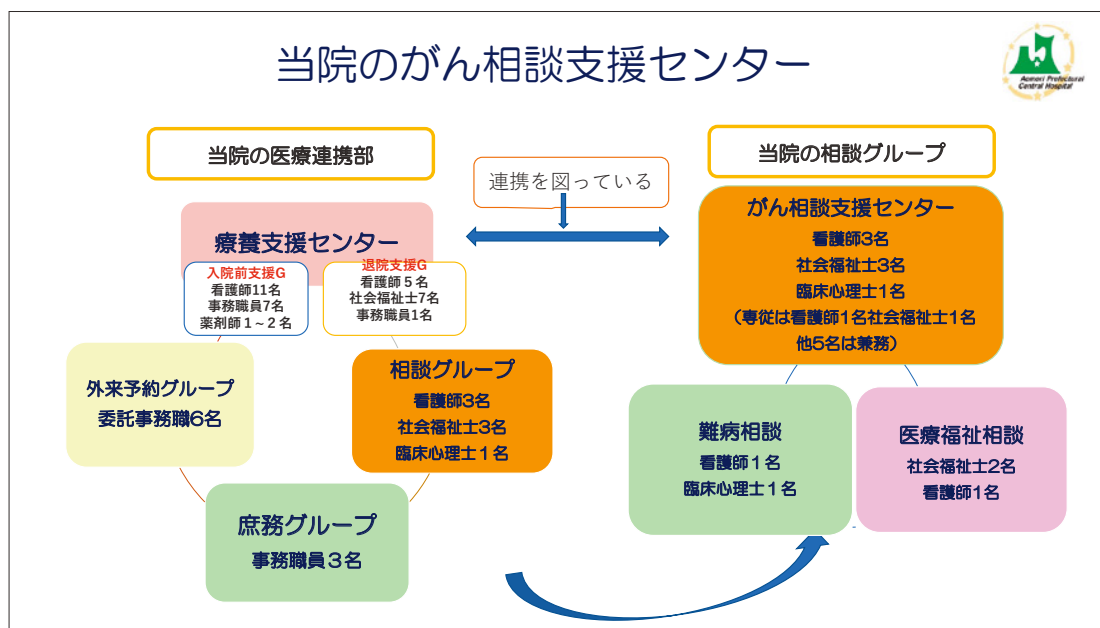 当院のがん相談支援センター
Aomori Prefectural
Central Hospital
当院の医療連携部
連携を図っている
当院の相談グループ
療養支援センター
入院前支援G
看護師11名
事務職員7名
薬剤師1～2名
退院支援G
看護師５名
社会福祉士7名
事務職員1名
外来予約グループ
委託事務職6名
相談グループ
看護師3名
社会福祉士3名
臨床心理士１名
庶務グループ
事務職員３名
がん相談支援センター
看護師3名
社会福祉士3名
臨床心理士1名
（専従は看護師1名社会福祉士1名
他5名は兼務）
難病相談
看護師１名
臨床心理士１名
医療福祉相談
社会福祉士2名
看護師1名